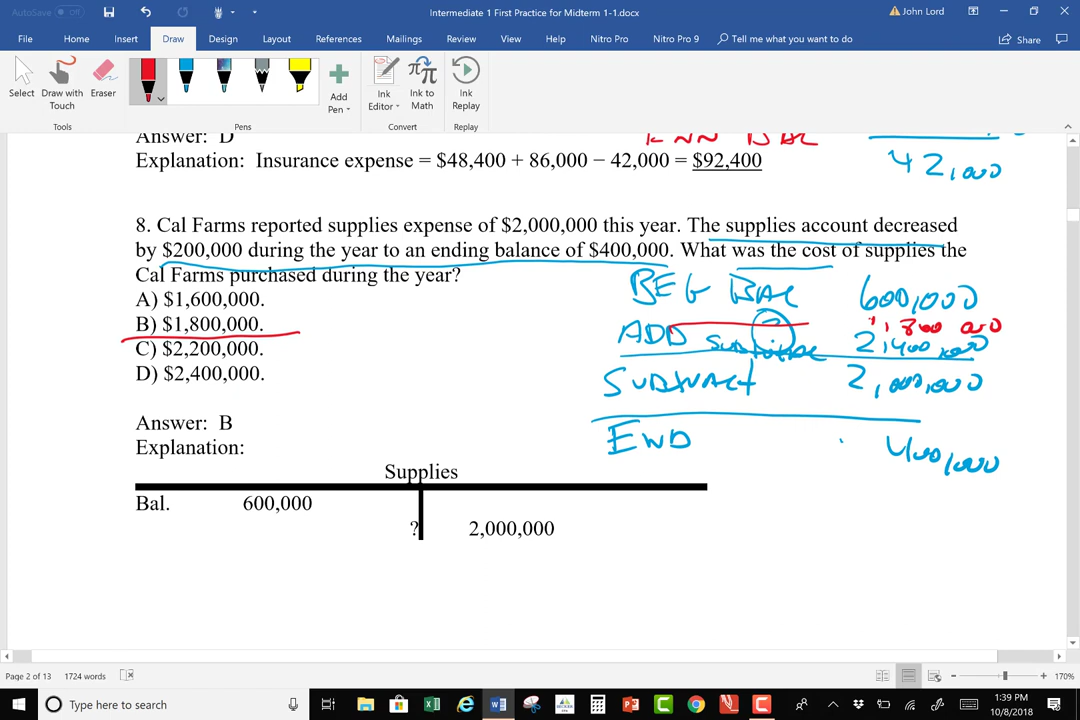 AutoSave Off
Intermediate 1 First Practice for Midterm 1-1.docx
John Lord
File Home Insert Draw Design Layout References Mailings Review View Help Nitro Pro Nitro Pro 9 Tell me what you want to do
Share
Select Draw with Touch Eraser
Add Pen
Ink Editor Ink to Math Ink Replay
Tools Pens Convert Replay
Answer: D
Explanation: Insurance expense = $48,400 + 86,000 − 42,000 = $92,400
42,000
8. Cal Farms reported supplies expense of $2,000,000 this year. The supplies account decreased
by $200,000 during the year to an ending balance of $400,000. What was the cost of supplies the
Cal Farms purchased during the year?
BEG BAL 600,000
A) $1,600,000.
B) $1,800,000.
1,800 000
ADD ? 2,400,000
C) $2,200,000.
D) $2,400,000.
SUBTRACT 2,000,000
Answer: B
END 400,000
Explanation:
Supplies
Bal. 600,000
? 2,000,000
Page 2 of 13 1724 words
170%
Type here to search
1:39 PM
10/8/2018